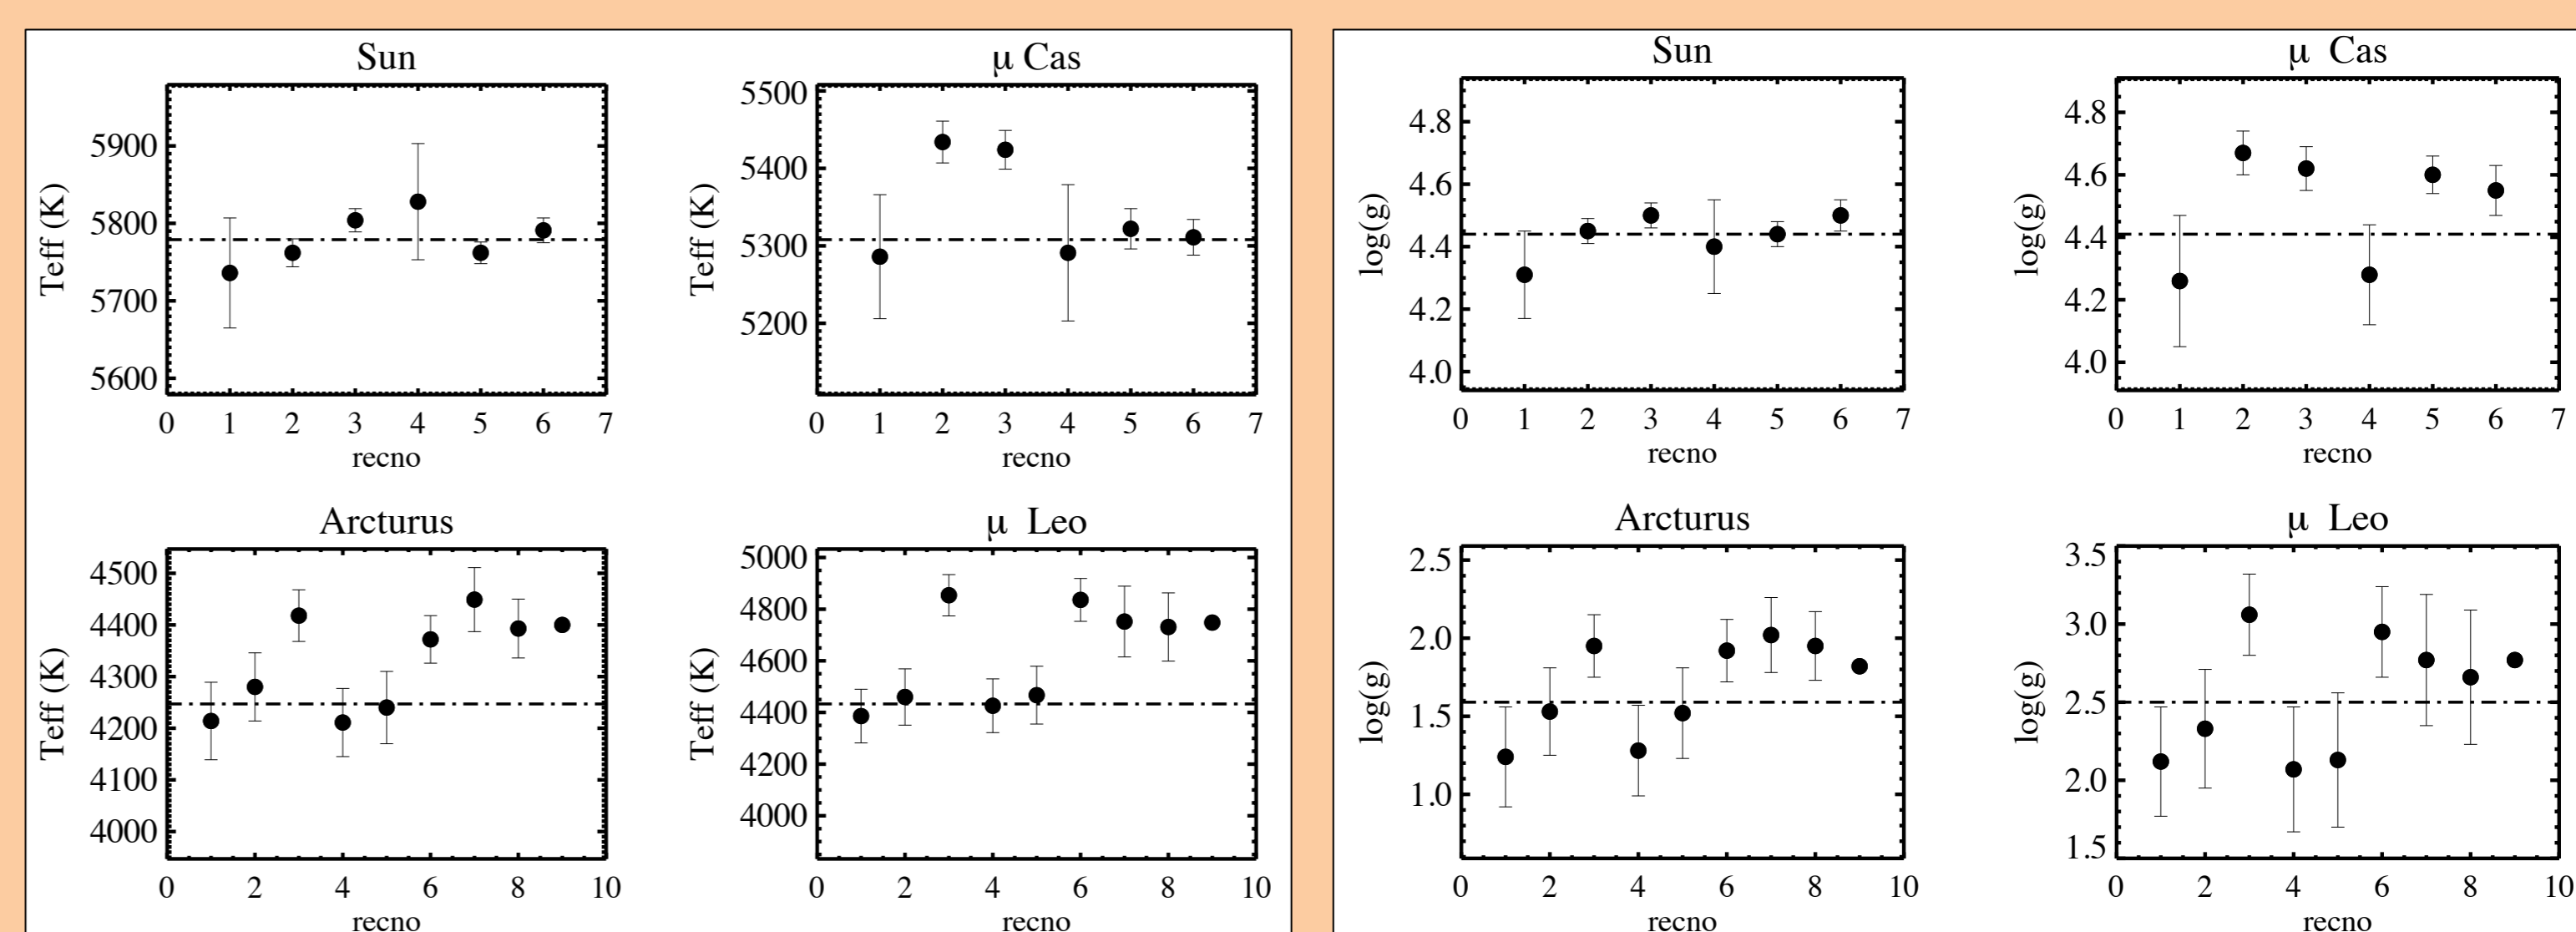 Sun
Teff (K)
5900
5800
5700
5600
0 1 2 3 4 5 6 7
recno
μ Cas
Teff (K)
5500
5400
5300
5200
0 1 2 3 4 5 6 7
recno
Arcturus
Teff (K)
4500
4400
4300
4200
4100
4000
0 2 4 6 8 10
recno
μ Leo
Teff (K)
5000
4800
4600
4400
4200
4000
0 2 4 6 8 10
recno
Sun
log(g)
4.8
4.6
4.4
4.2
4.0
0 1 2 3 4 5 6 7
recno
μ Cas
log(g)
4.8
4.6
4.4
4.2
4.0
0 1 2 3 4 5 6 7
recno
Arcturus
log(g)
2.5
2.0
1.5
1.0
0 2 4 6 8 10
recno
μ Leo
log(g)
3.5
3.0
2.5
2.0
1.5
0 2 4 6 8 10
recno